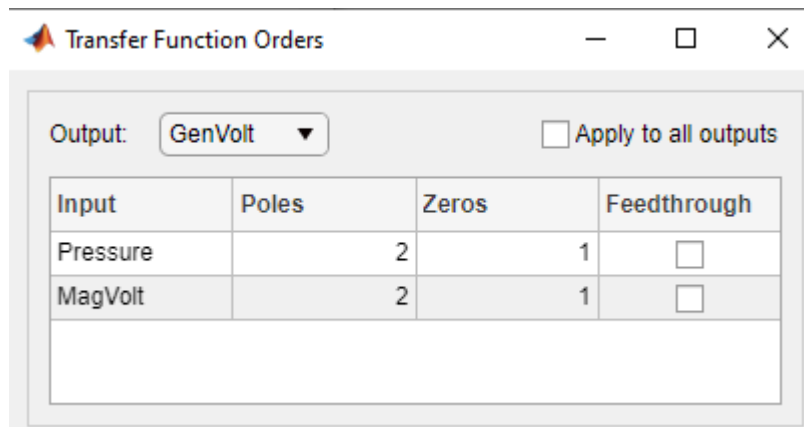 Transfer Function Orders
Output: GenVolt Apply to all outputs
Input Poles Zeros Feedthrough
Pressure 2 1
MagVolt 2 1